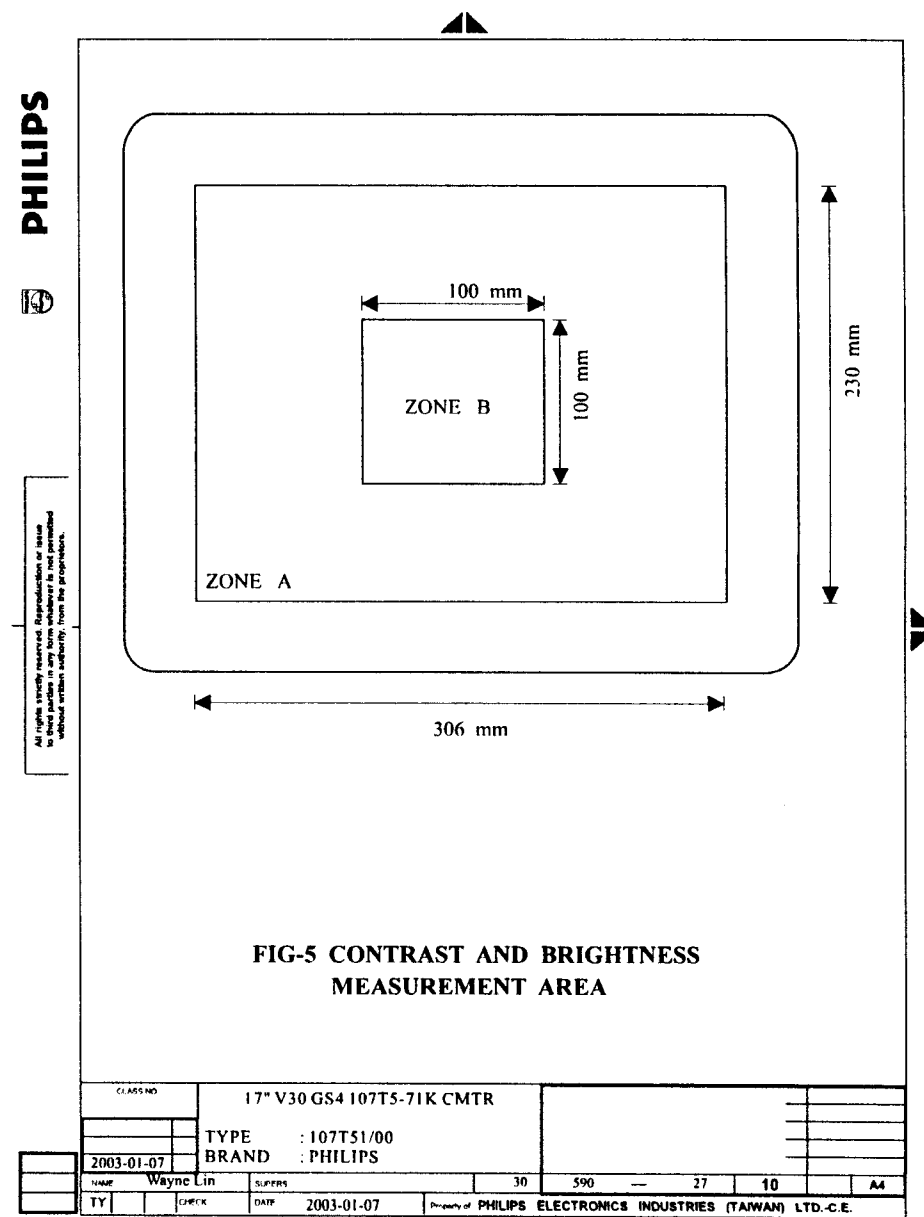 PHILIPS
100 mm
100 mm
230 mm
ZONE B
ZONE A
306 mm
All rights strictly reserved. Reproduction or issue
to third parties in any form whatever is not permitted
without written authority, from the proprietors.
FIG-5 CONTRAST AND BRIGHTNESS
MEASUREMENT AREA
CLASS NO
17" V30 GS4 107T5-71K CMTR
TYPE : 107T51/00
2003-01-07
BRAND : PHILIPS
NAME Wayne Lin SUPERS 30 590 — 27 10 A4
TY CHECK DATE 2003-01-07 Property of PHILIPS ELECTRONICS INDUSTRIES (TAIWAN) LTD.-C.E.